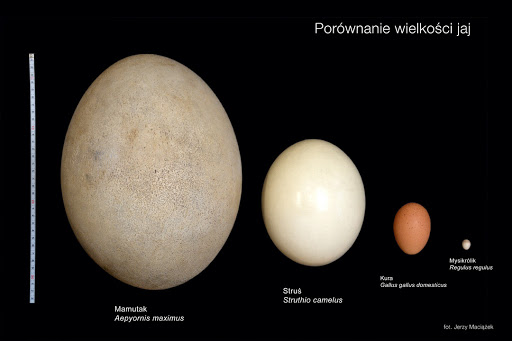 Porównanie wielkości jaj
Mamutak
Aepyornis maximus
Struś
Struthio camelus
Kura
Gallus gallus domesticus
Mysikrólik
Regulus regulus
fot. Jerzy Maciążek